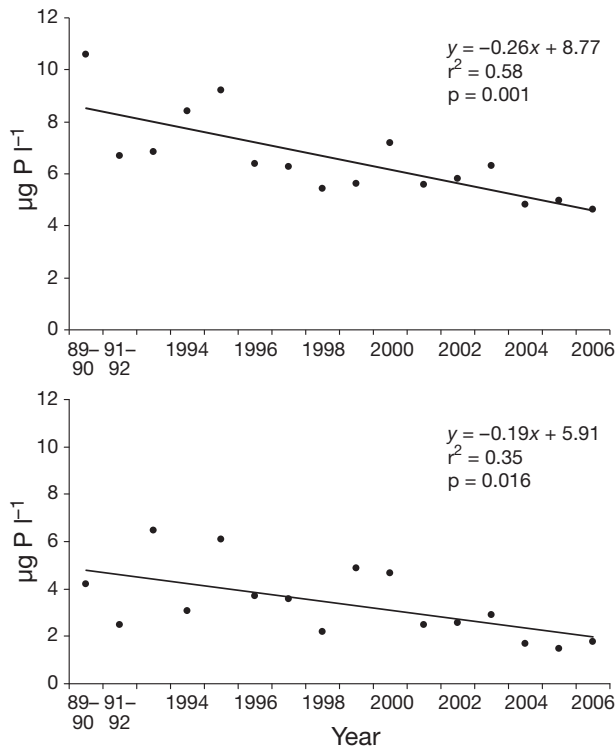 12
10
8
6
4
2
0
µg P l⁻¹
y = −0.26x + 8.77
r² = 0.58
p = 0.001
89–90 91–92 1994 1996 1998 2000 2002 2004 2006
12
10
8
6
4
2
0
µg P l⁻¹
y = −0.19x + 5.91
r² = 0.35
p = 0.016
89–90 91–92 1994 1996 1998 2000 2002 2004 2006
Year